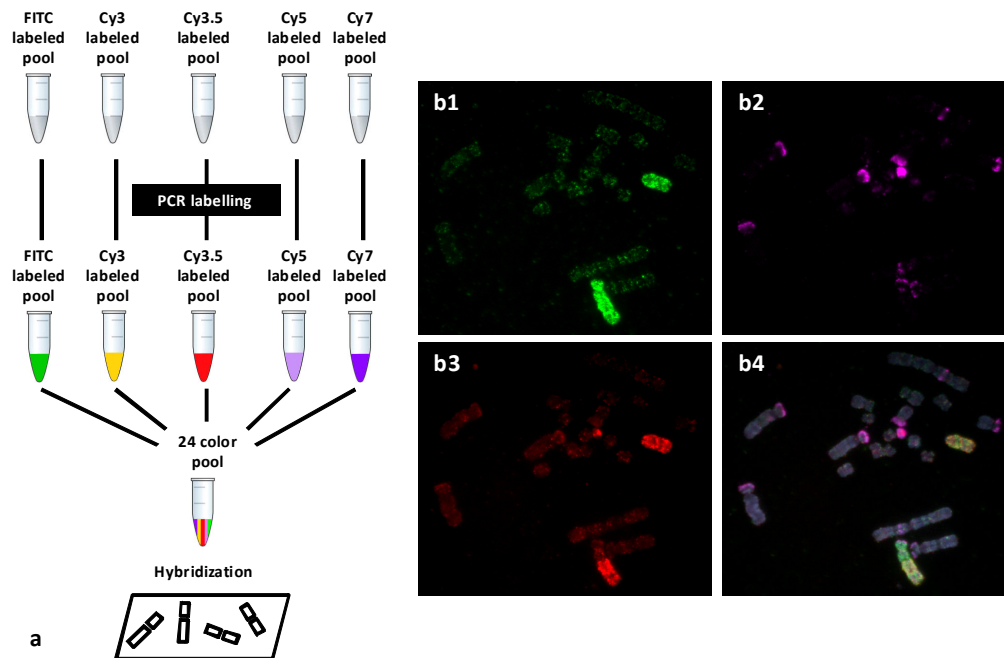 FITC labeled pool
Cy3 labeled pool
Cy3.5 labeled pool
Cy5 labeled pool
Cy7 labeled pool
PCR labelling
FITC labeled pool
Cy3 labeled pool
Cy3.5 labeled pool
Cy5 labeled pool
Cy7 labeled pool
24 color
pool
Hybridization
a
b1
b2
b3
b4